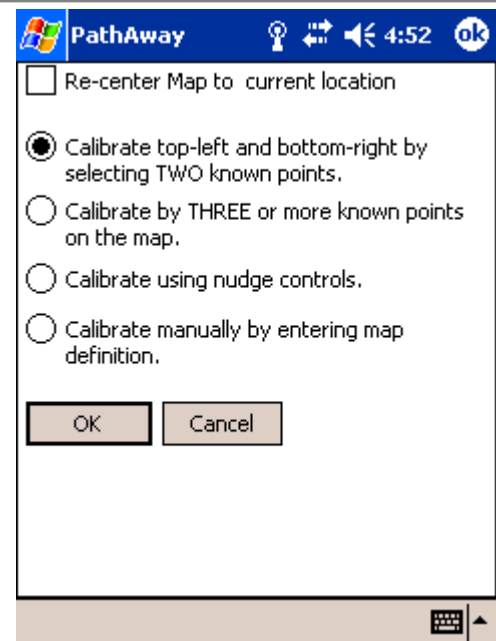 PathAway 4:52 ok
Re-center Map to current location
Calibrate top-left and bottom-right by
selecting TWO known points.
Calibrate by THREE or more known points
on the map.
Calibrate using nudge controls.
Calibrate manually by entering map
definition.
OK Cancel